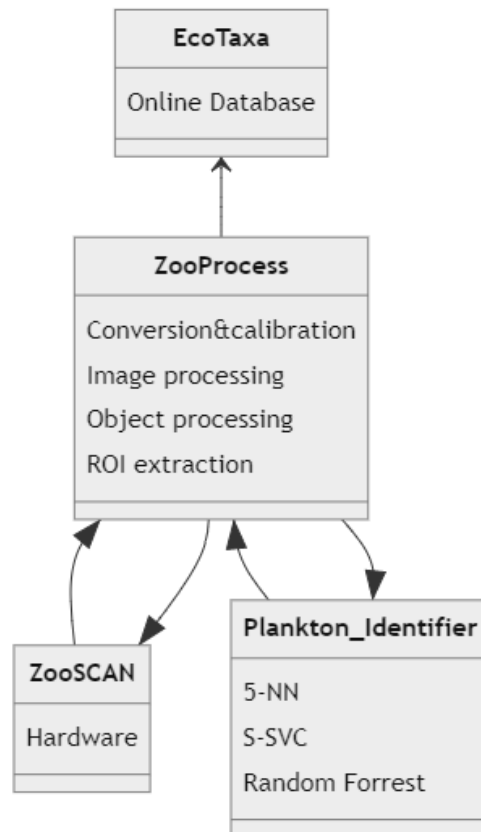 EcoTaxa
Online Database
ZooProcess
Conversion&calibration
Image processing
Object processing
ROI extraction
ZooSCAN
Hardware
Plankton_Identifier
5-NN
S-SVC
Random Forrest